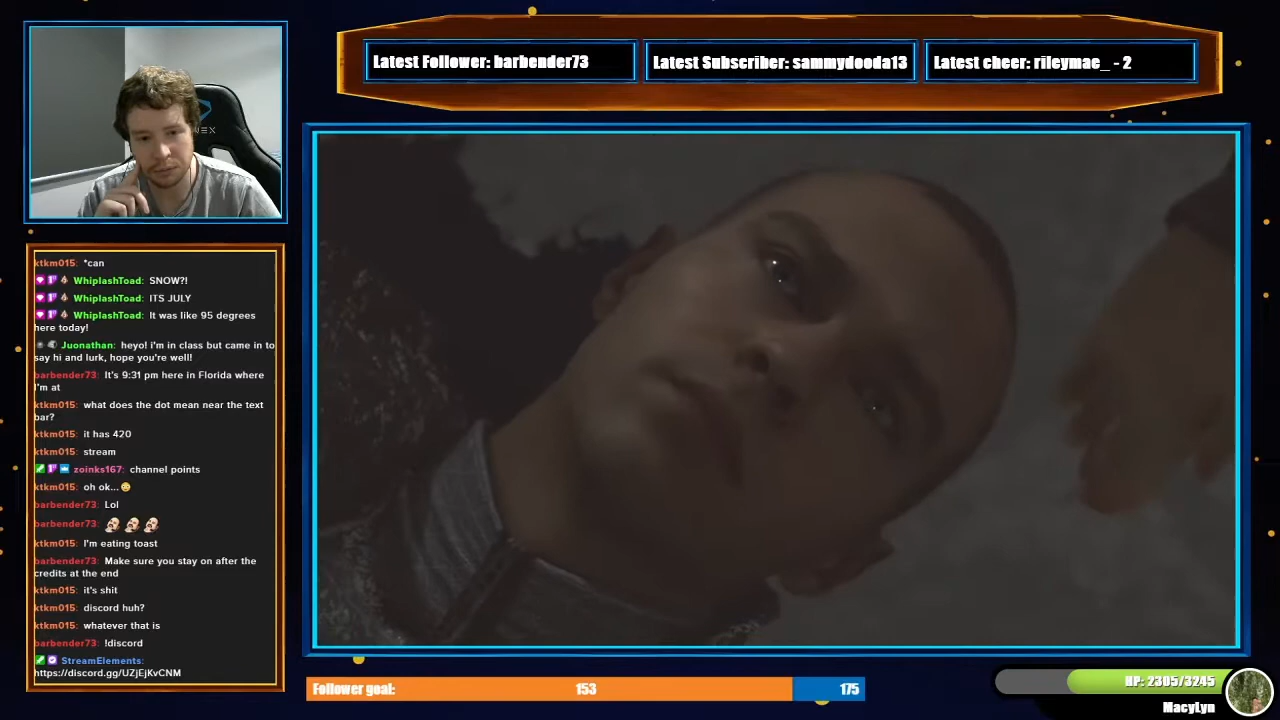 Latest Follower: barbender73
Latest Subscriber: sammydooda13
Latest cheer: rileymae_ - 2
ktkm015: *can
WhiplashToad: SNOW?!
WhiplashToad: ITS JULY
WhiplashToad: It was like 95 degrees
here today!
Juonathan: heyo! i'm in class but came in to
say hi and lurk, hope you're well!
barbender73: It's 9:31 pm here in Florida where
I'm at
ktkm015: what does the dot mean near the text
bar?
ktkm015: it has 420
ktkm015: stream
zoinks167: channel points
ktkm015: oh ok...
barbender73: Lol
barbender73:
ktkm015: I'm eating toast
barbender73: Make sure you stay on after the
credits at the end
ktkm015: it's shit
ktkm015: discord huh?
ktkm015: whatever that is
barbender73: !discord
StreamElements:
https://discord.gg/UZjEjKvCNM
Follower goal: 153 175
HP: 2305/3245
MacyLyn